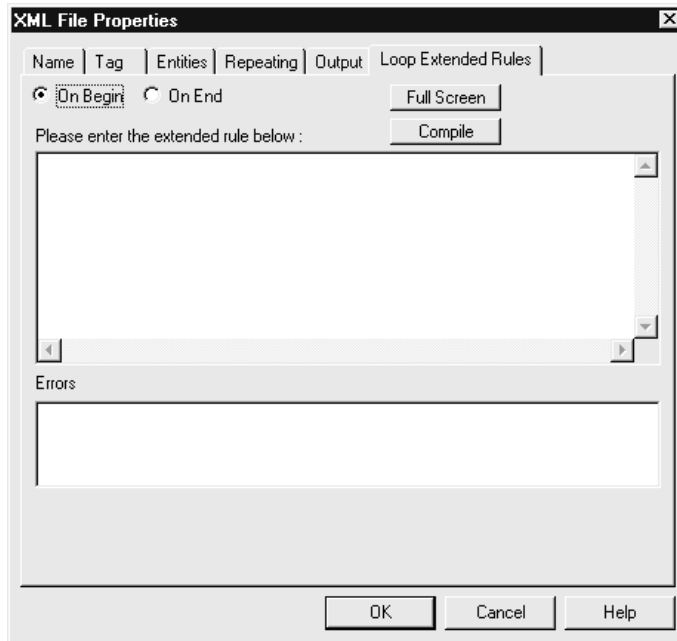 XML File Properties
Name Tag Entities Repeating Output Loop Extended Rules
On Begin On End Full Screen
Please enter the extended rule below : Compile
Errors
OK Cancel Help